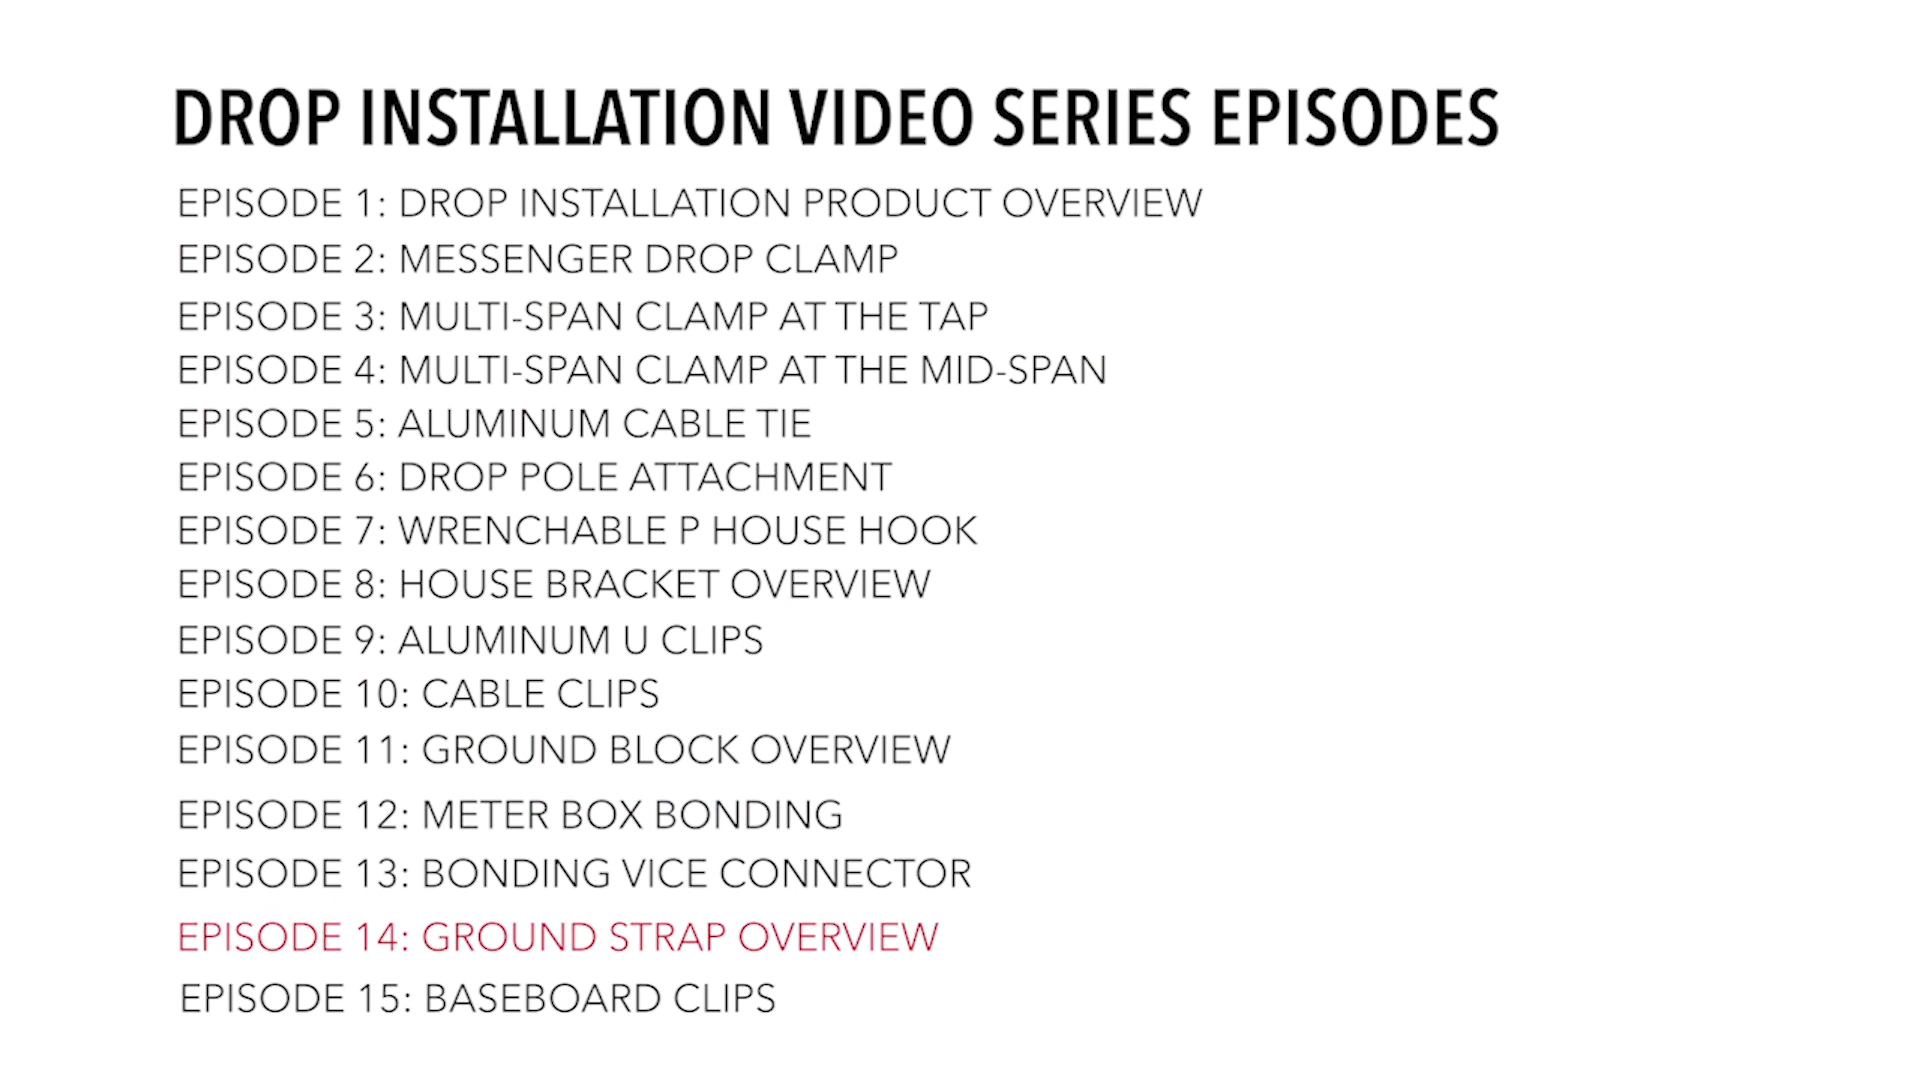 DROP INSTALLATION VIDEO SERIES EPISODES
EPISODE 1: DROP INSTALLATION PRODUCT OVERVIEW
EPISODE 2: MESSENGER DROP CLAMP
EPISODE 3: MULTI-SPAN CLAMP AT THE TAP
EPISODE 4: MULTI-SPAN CLAMP AT THE MID-SPAN
EPISODE 5: ALUMINUM CABLE TIE
EPISODE 6: DROP POLE ATTACHMENT
EPISODE 7: WRENCHABLE P HOUSE HOOK
EPISODE 8: HOUSE BRACKET OVERVIEW
EPISODE 9: ALUMINUM U CLIPS
EPISODE 10: CABLE CLIPS
EPISODE 11: GROUND BLOCK OVERVIEW
EPISODE 12: METER BOX BONDING
EPISODE 13: BONDING VICE CONNECTOR
EPISODE 14: GROUND STRAP OVERVIEW
EPISODE 15: BASEBOARD CLIPS